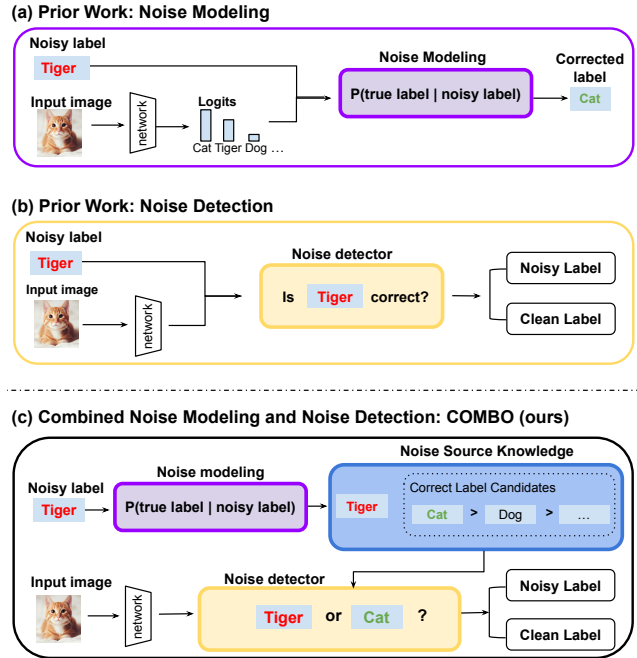 (a) Prior Work: Noise Modeling
Noisy label
Tiger
Input image
network
Logits
Cat Tiger Dog ...
Noise Modeling
P(true label | noisy label)
Corrected
label
Cat
(b) Prior Work: Noise Detection
Noisy label
Tiger
Input image
network
Noise detector
Is Tiger correct?
Noisy Label
Clean Label
(c) Combined Noise Modeling and Noise Detection: COMBO (ours)
Noisy label
Tiger
Noise modeling
P(true label | noisy label)
Noise Source Knowledge
Tiger
Correct Label Candidates
Cat > Dog > ...
Input image
network
Noise detector
Tiger or Cat ?
Noisy Label
Clean Label